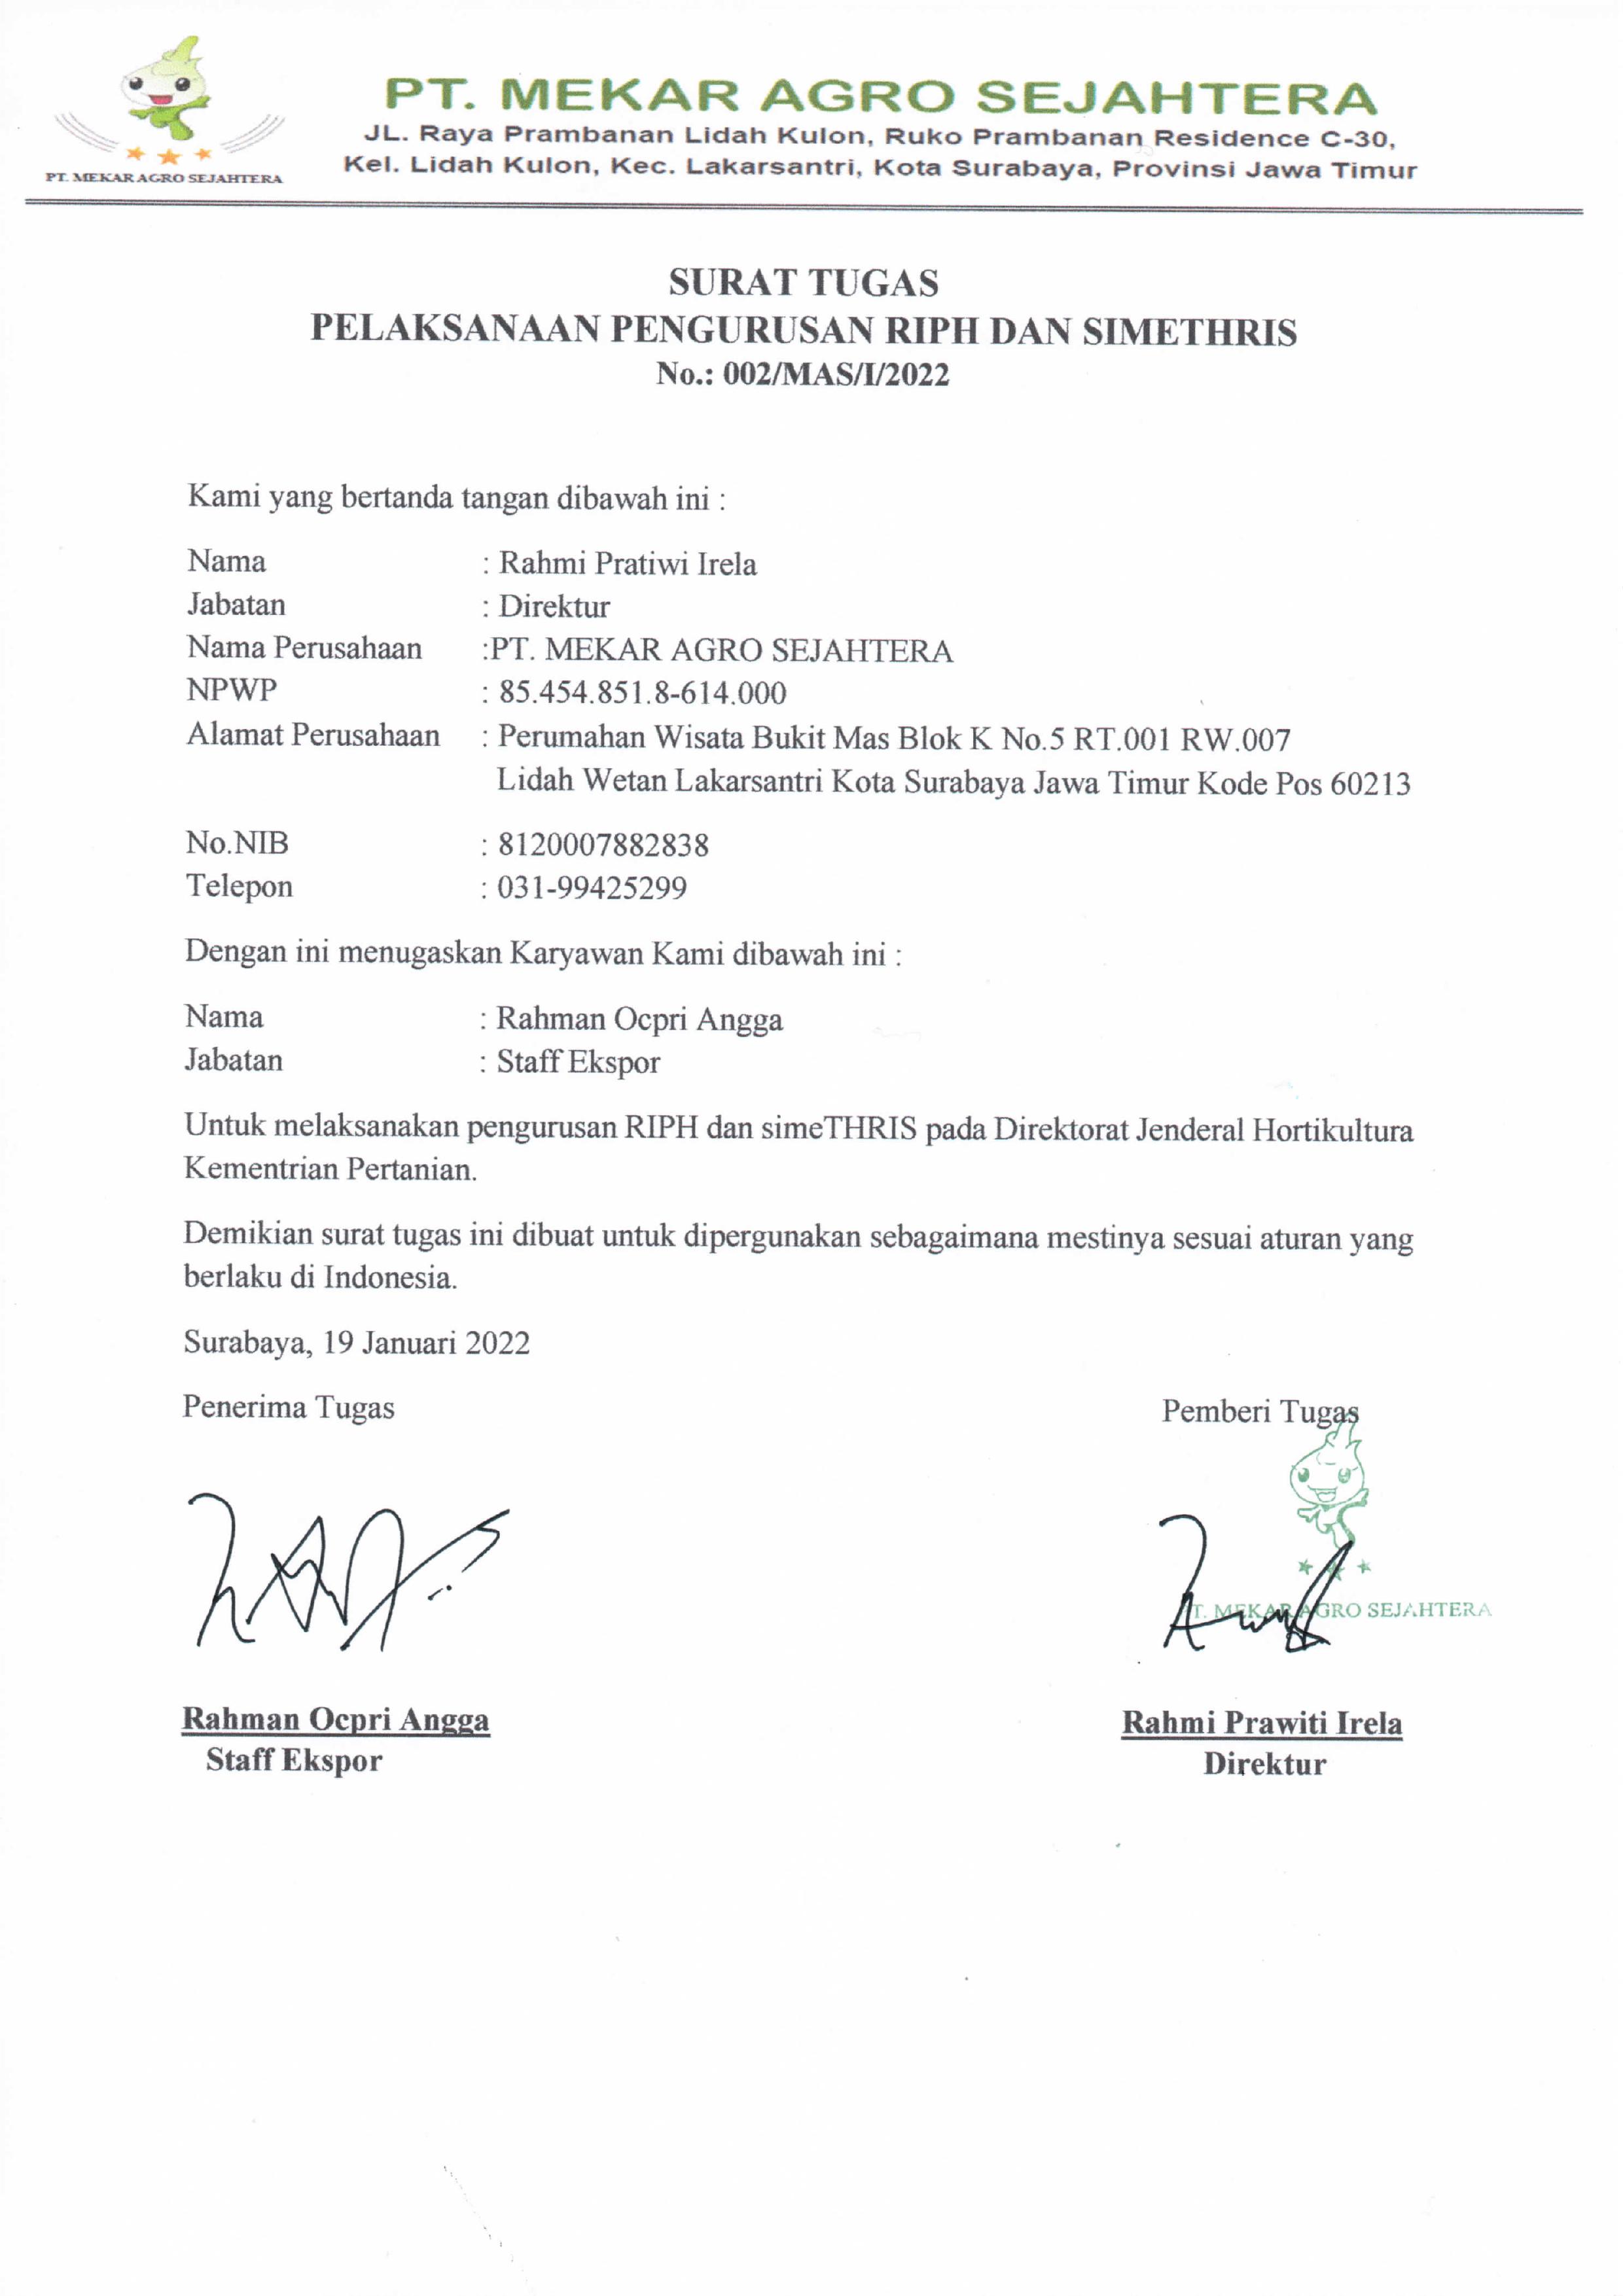 PT. MEKAR AGRO SEJAHTERA
JL. Raya Prambanan Lidah Kulon, Ruko Prambanan Residence C-30,
Kel. Lidah Kulon, Kec. Lakarsantri, Kota Surabaya, Provinsi Jawa Timur
PT. MEKAR AGRO SEJAHTERA
SURAT TUGAS
PELAKSANAAN PENGURUSAN RIPH DAN SIMETHRIS
No.: 002/MAS/I/2022
Kami yang bertanda tangan dibawah ini :
Nama : Rahmi Pratiwi Irela
Jabatan : Direktur
Nama Perusahaan :PT. MEKAR AGRO SEJAHTERA
NPWP : 85.454.851.8-614.000
Alamat Perusahaan : Perumahan Wisata Bukit Mas Blok K No.5 RT.001 RW.007
Lidah Wetan Lakarsantri Kota Surabaya Jawa Timur Kode Pos 60213
No.NIB : 8120007882838
Telepon : 031-99425299
Dengan ini menugaskan Karyawan Kami dibawah ini :
Nama : Rahman Ocpri Angga
Jabatan : Staff Ekspor
Untuk melaksanakan pengurusan RIPH dan simeTHRIS pada Direktorat Jenderal Hortikultura
Kementrian Pertanian.
Demikian surat tugas ini dibuat untuk dipergunakan sebagaimana mestinya sesuai aturan yang
berlaku di Indonesia.
Surabaya, 19 Januari 2022
Penerima Tugas Pemberi Tugas
PT. MEKAR AGRO SEJAHTERA
Rahman Ocpri Angga Rahmi Prawiti Irela
Staff Ekspor Direktur